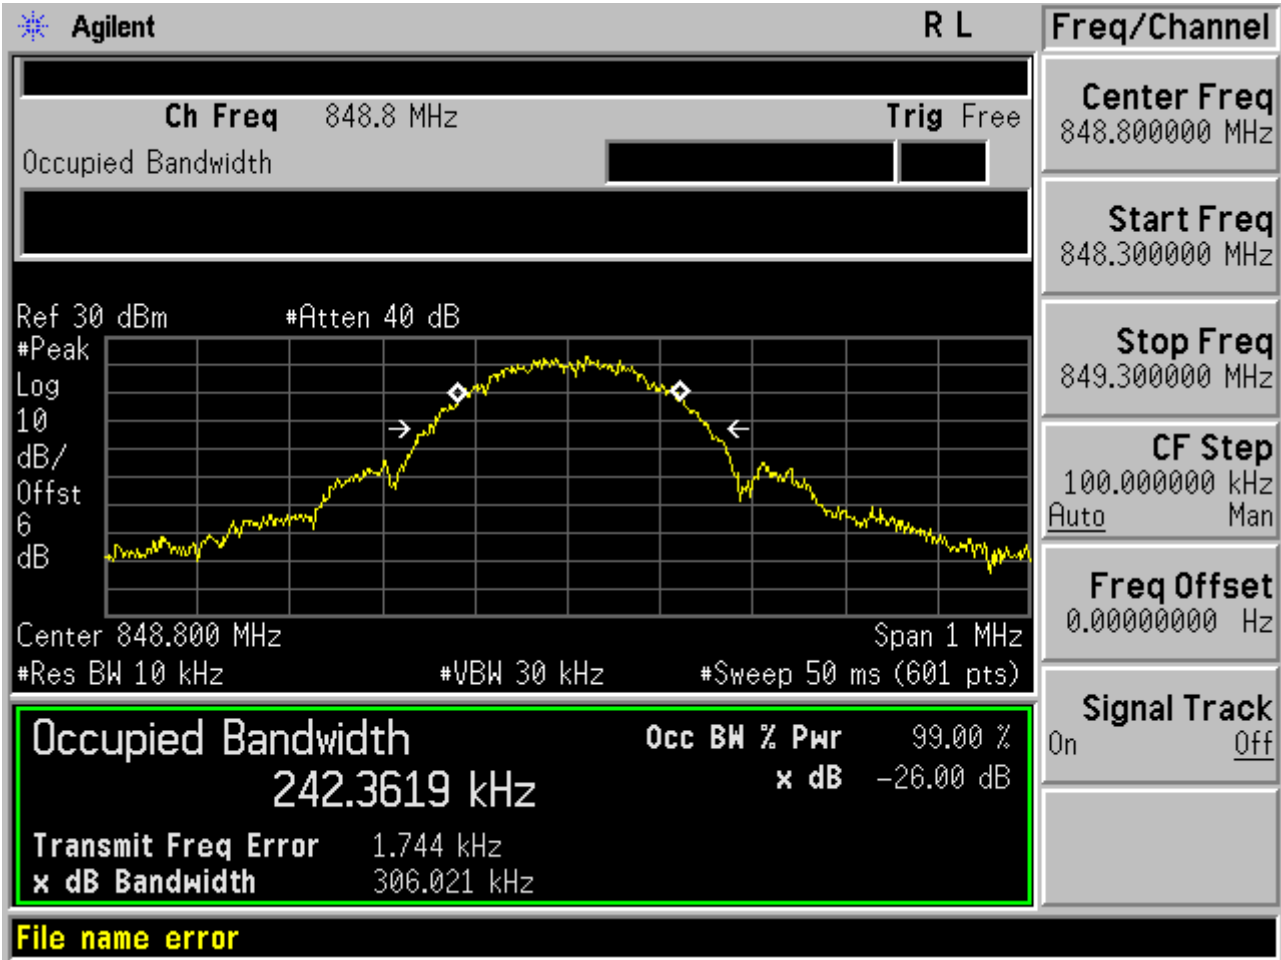 Agilent R L Freq/Channel
Ch Freq 848.8 MHz Trig Free
Occupied Bandwidth
Center Freq
848.800000 MHz
Start Freq
848.300000 MHz
Stop Freq
849.300000 MHz
CF Step
100.000000 kHz
Auto Man
Freq Offset
0.00000000 Hz
Signal Track
On Off
Ref 30 dBm #Atten 40 dB
#Peak
Log
10
dB/
Offst
6
dB
Center 848.800 MHz Span 1 MHz
#Res BW 10 kHz #VBW 30 kHz #Sweep 50 ms (601 pts)
Occupied Bandwidth Occ BW % Pwr 99.00 %
242.3619 kHz x dB -26.00 dB
Transmit Freq Error 1.744 kHz
x dB Bandwidth 306.021 kHz
File name error